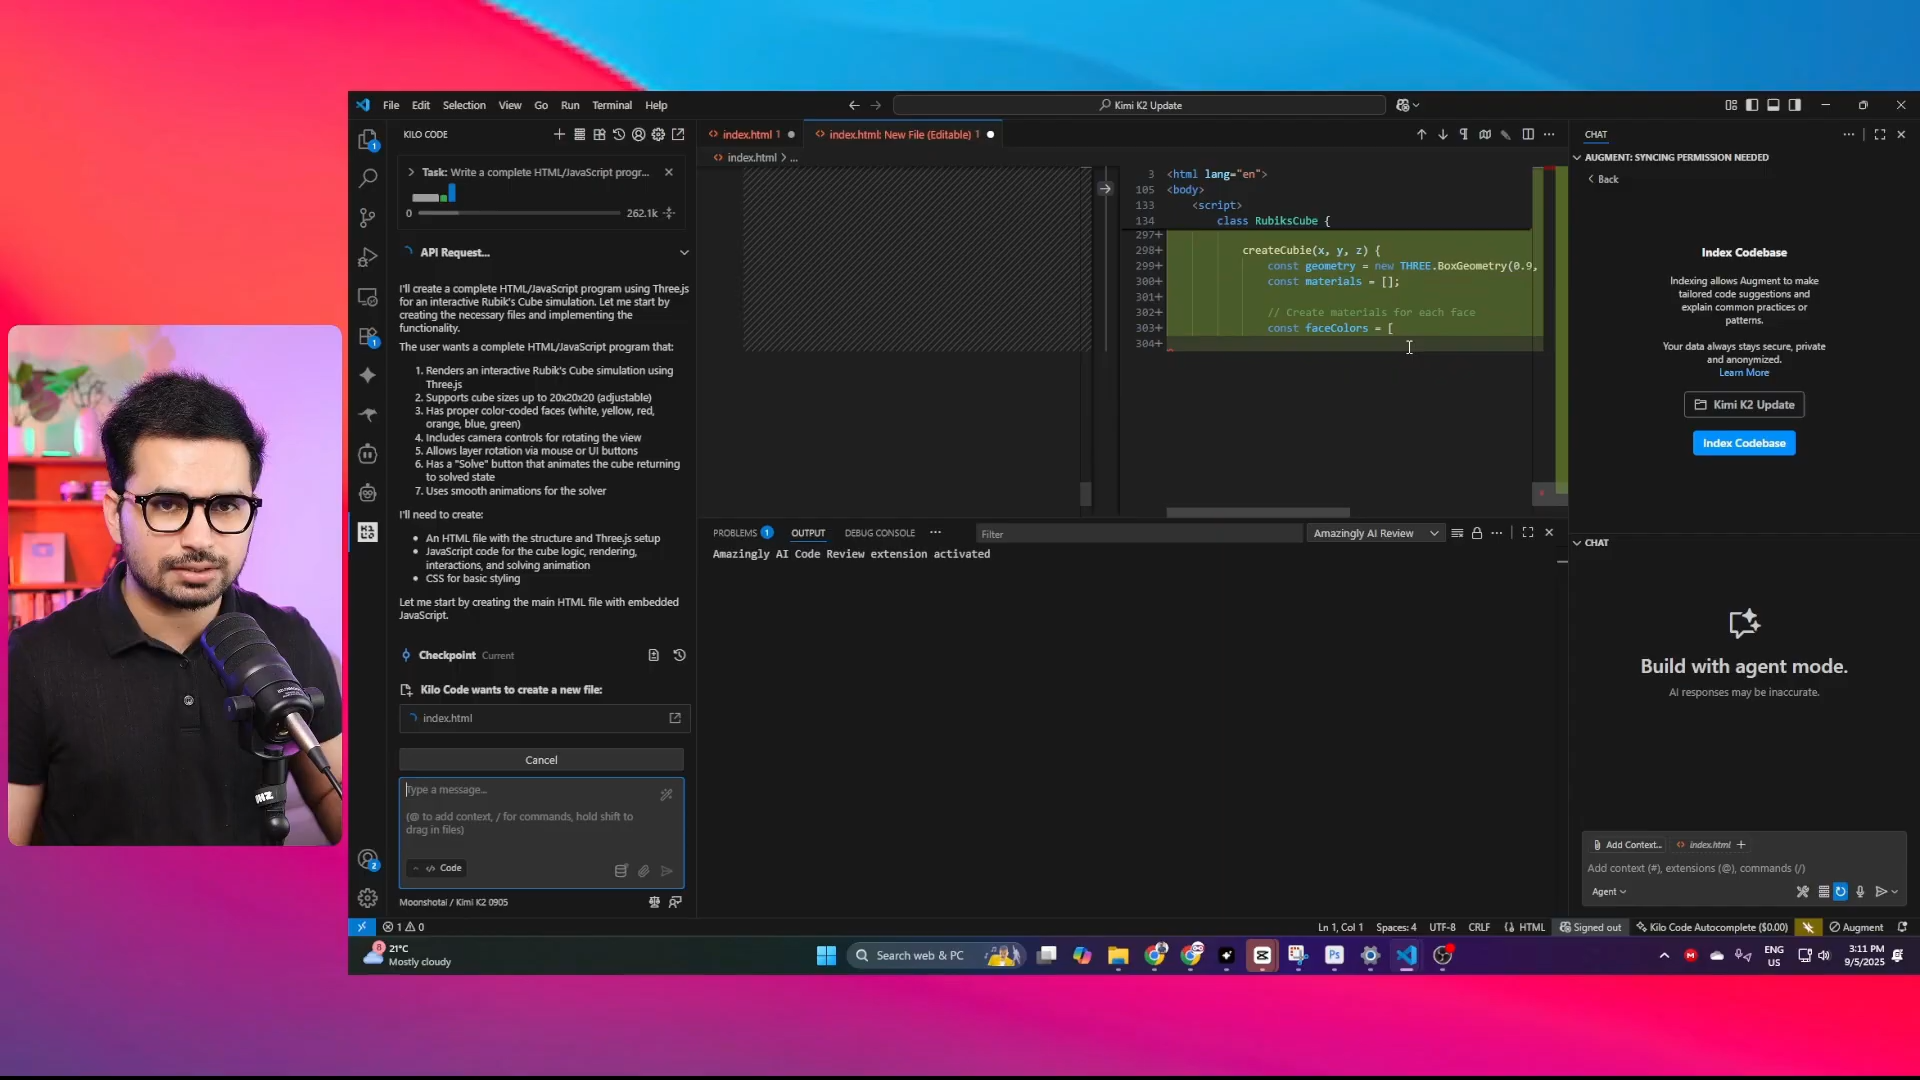 File Edit Selection View Go Run Terminal Help
Kimi K2 Update
KILO CODE
Task: Write a complete HTML/JavaScript progr...
0 262.1k
API Request...
I'll create a complete HTML/JavaScript program using Three.js
for an interactive Rubik's Cube simulation. Let me start by
creating the necessary files and implementing the
functionality.
The user wants a complete HTML/JavaScript program that:
1. Renders an interactive Rubik's Cube simulation using
Three.js
2. Supports cube sizes up to 20x20x20 (adjustable)
3. Has proper color-coded faces (white, yellow, red,
orange, blue, green)
4. Includes camera controls for rotating the view
5. Allows layer rotation via mouse or UI buttons
6. Has a "Solve" button that animates the cube returning
to solved state
7. Uses smooth animations for the solver
I'll need to create:
• An HTML file with the structure and Three.js setup
• JavaScript code for the cube logic, rendering,
interactions, and solving animation
• CSS for basic styling
Let me start by creating the main HTML file with embedded
JavaScript.
Checkpoint Current
Kilo Code wants to create a new file:
index.html
Cancel
Type a message...
(@ to add context, / for commands, hold shift to
drag in files)
Code
Moonshotai / Kimi K2 0905
index.html 1
index.html: New File (Editable) 1
index.html > ...
3 <html lang="en">
105 <body>
133 <script>
134 class RubiksCube {
297+
298+ createCubie(x, y, z) {
299+ const geometry = new THREE.BoxGeometry(0.9,
300+ const materials = [];
301+
302+ // Create materials for each face
303+ const faceColors = [
304+
PROBLEMS 1 OUTPUT DEBUG CONSOLE ...
Filter
Amazingly AI Review
Amazingly AI Code Review extension activated
CHAT
AUGMENT: SYNCING PERMISSION NEEDED
< Back
Index Codebase
Indexing allows Augment to make
tailored code suggestions and
explain common practices or
patterns.
Your data always stays secure, private
and anonymized.
Learn More
Kimi K2 Update
Index Codebase
CHAT
Build with agent mode.
AI responses may be inaccurate.
Add Context... index.html +
Add context (#), extensions (@), commands (/)
Agent
1 0
Ln 1, Col 1 Spaces: 4 UTF-8 CRLF HTML Signed out Kilo Code Autocomplete ($0.00) Augment
21°C
Mostly cloudy
Search web & PC
ENG
US
3:11 PM
9/5/2025